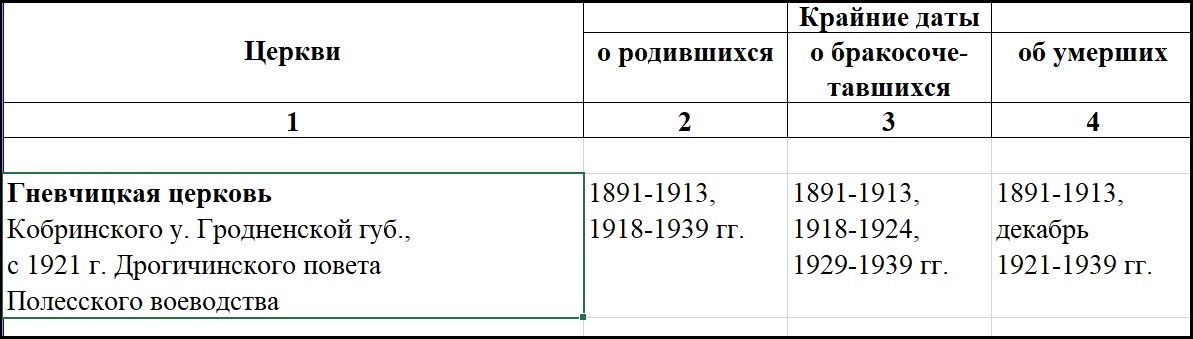 Церкви
Крайние даты
о родившихся
о бракосоче-
тавшихся
об умерших
1
2
3
4
Гневчицкая церковь
Кобринского у. Гродненской губ.,
с 1921 г. Дрогичинского повета
Полесского воеводства
1891-1913,
1918-1939 гг.
1891-1913,
1918-1924,
1929-1939 гг.
1891-1913,
декабрь
1921-1939 гг.